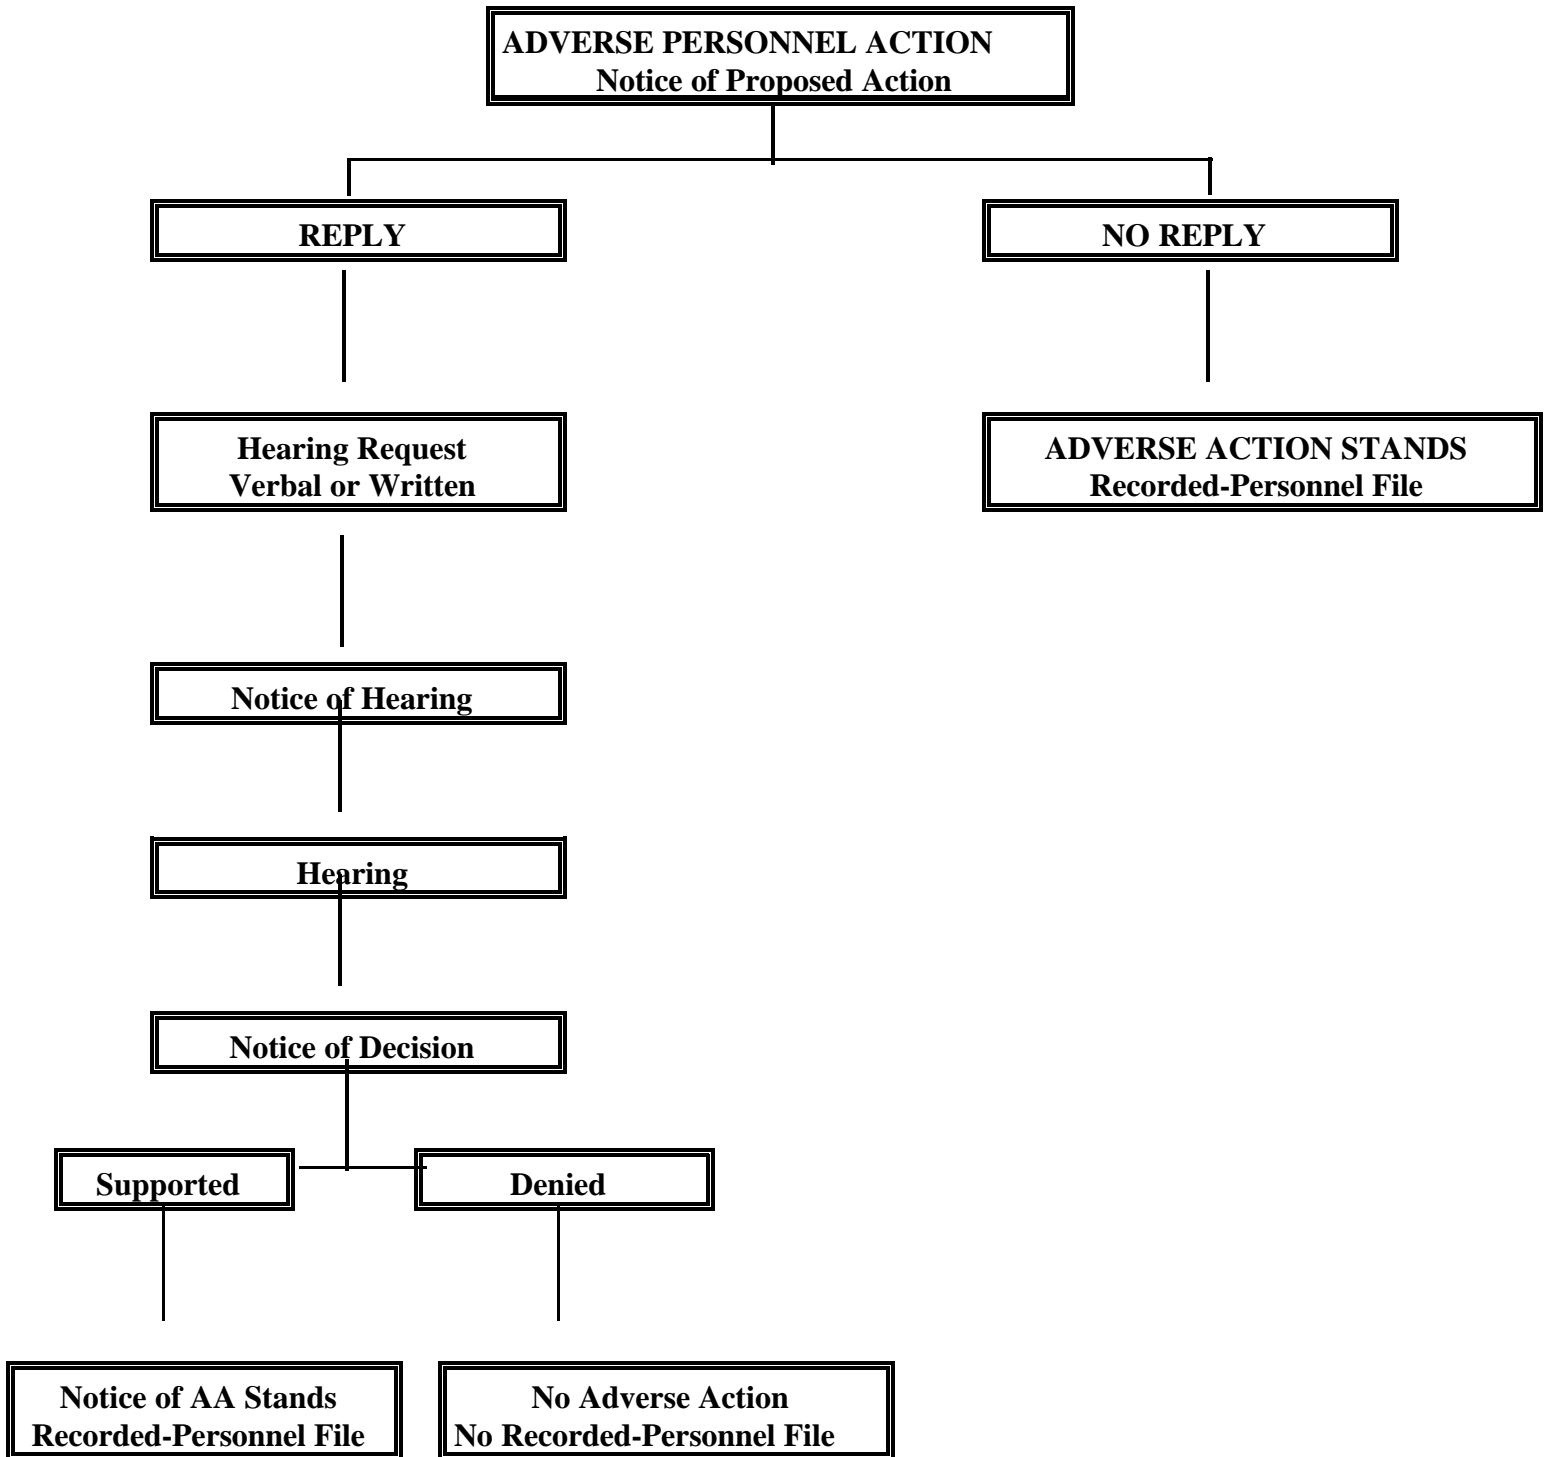 ADVERSE PERSONNEL ACTION
Notice of Proposed Action
REPLY
NO REPLY
Hearing Request
Verbal or Written
ADVERSE ACTION STANDS
Recorded-Personnel File
Notice of Hearing
Hearing
Notice of Decision
Supported
Denied
Notice of AA Stands
Recorded-Personnel File
No Adverse Action
No Recorded-Personnel File